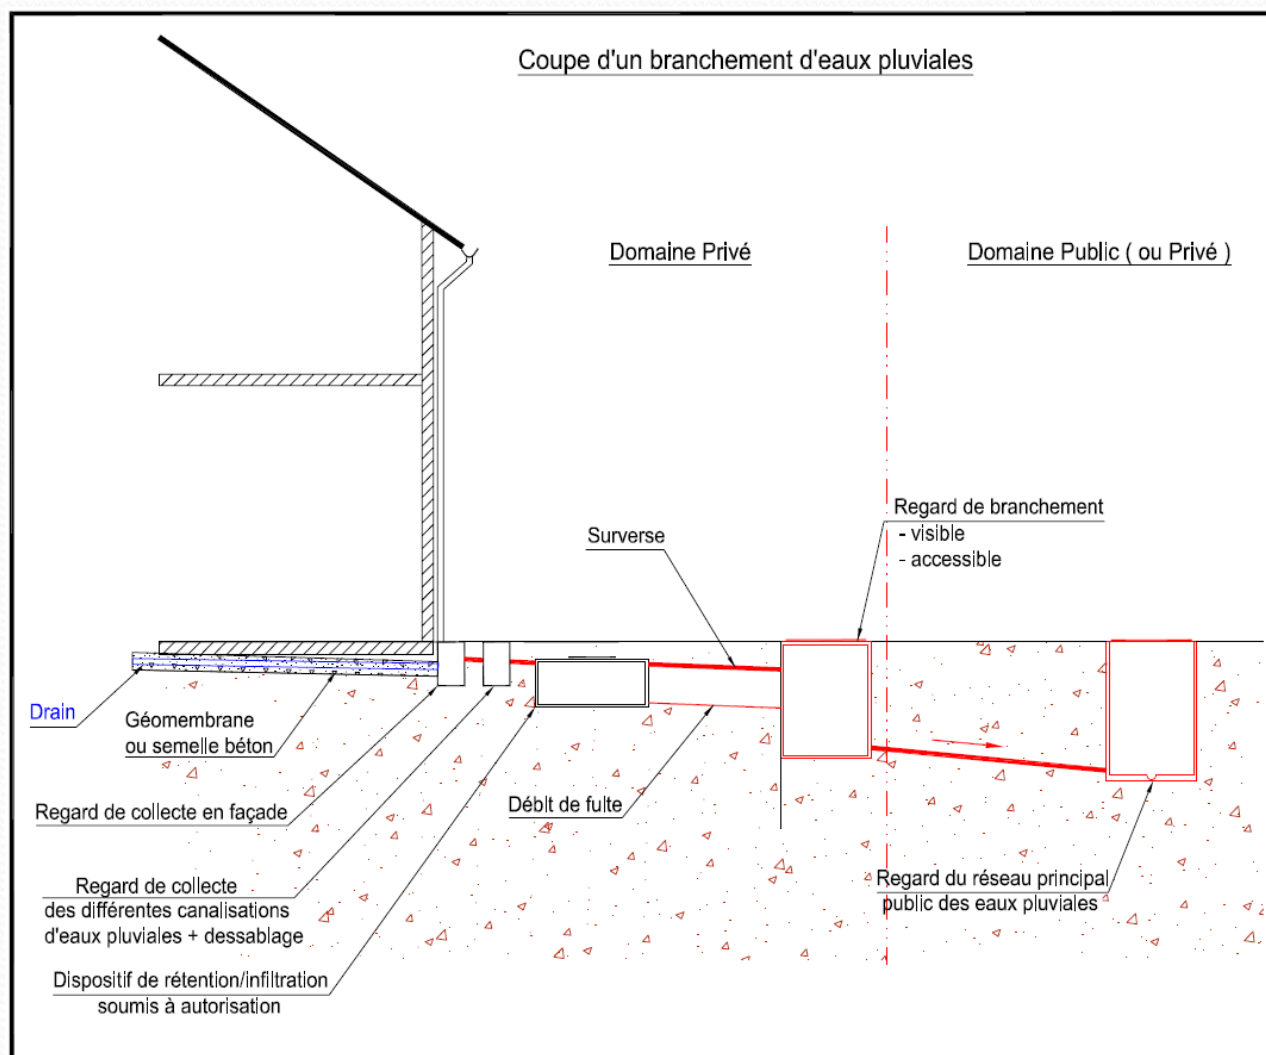 Coupe d'un branchement d'eaux pluviales
Domaine Privé
Domaine Public ( ou Privé )
Regard de branchement
- visible
- accessible
Surverse
Drain
Géomembrane
ou semelle béton
Regard de collecte en façade
Débit de fuite
Regard de collecte
des différentes canalisations
d'eaux pluviales + dessablage
Regard du réseau principal
public des eaux pluviales
Dispositif de rétention/infiltration
soumis à autorisation